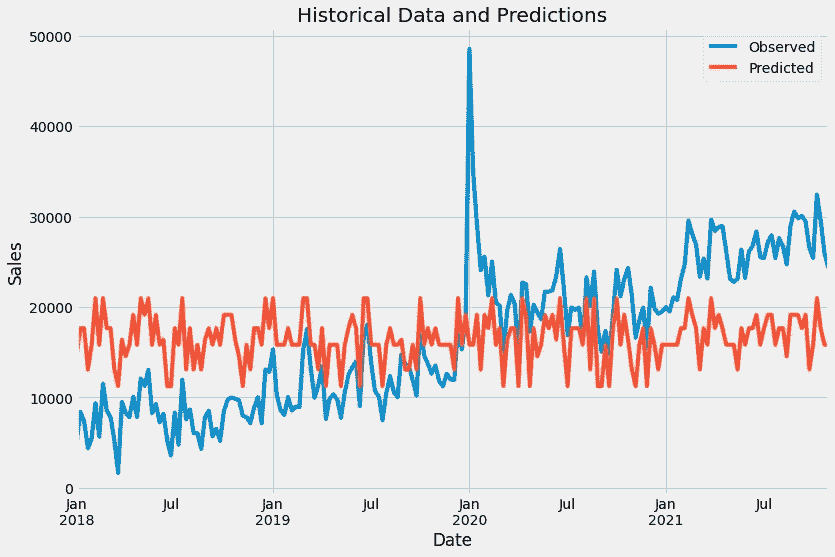 Historical Data and Predictions
Observed
Predicted
Sales
50000
40000
30000
20000
10000
0
Jan
2018
Jul
Jan
2019
Jul
Jan
2020
Jul
Jan
2021
Jul
Date